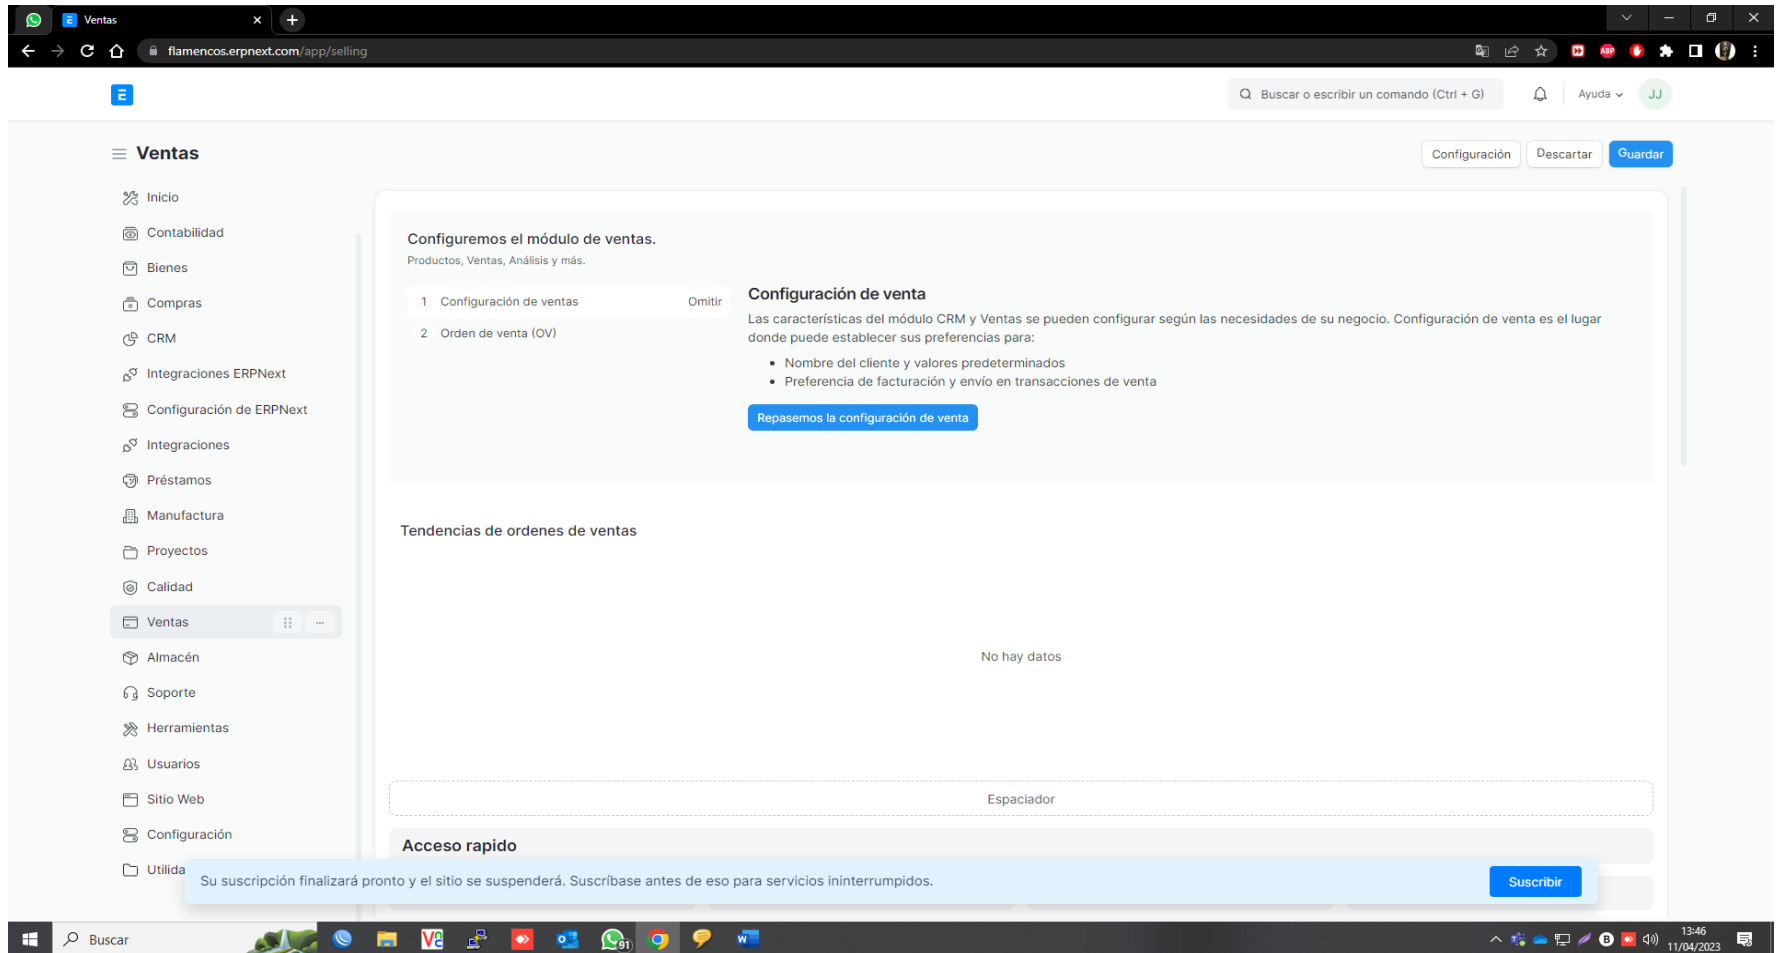 Ventas
flamencos.erpnext.com/app/selling
ABP
E
Buscar o escribir un comando (Ctrl + G)
Ayuda
JJ
Ventas
Configuración
Descartar
Guardar
Inicio
Contabilidad
Bienes
Compras
CRM
Integraciones ERPNext
Configuración de ERPNext
Integraciones
Préstamos
Manufactura
Proyectos
Calidad
Ventas
Almacén
Soporte
Herramientas
Usuarios
Sitio Web
Configuración
Utilida
Configuremos el módulo de ventas.
Productos, Ventas, Análisis y más.
1 Configuración de ventas Omitir
2 Orden de venta (OV)
Configuración de venta
Las características del módulo CRM y Ventas se pueden configurar según las necesidades de su negocio. Configuración de venta es el lugar
donde puede establecer sus preferencias para:
• Nombre del cliente y valores predeterminados
• Preferencia de facturación y envío en transacciones de venta
Repasemos la configuración de venta
Tendencias de ordenes de ventas
No hay datos
Espaciador
Acceso rapido
Su suscripción finalizará pronto y el sitio se suspenderá. Suscríbase antes de eso para servicios ininterrumpidos.
Suscribir
Buscar
91
13:46
11/04/2023